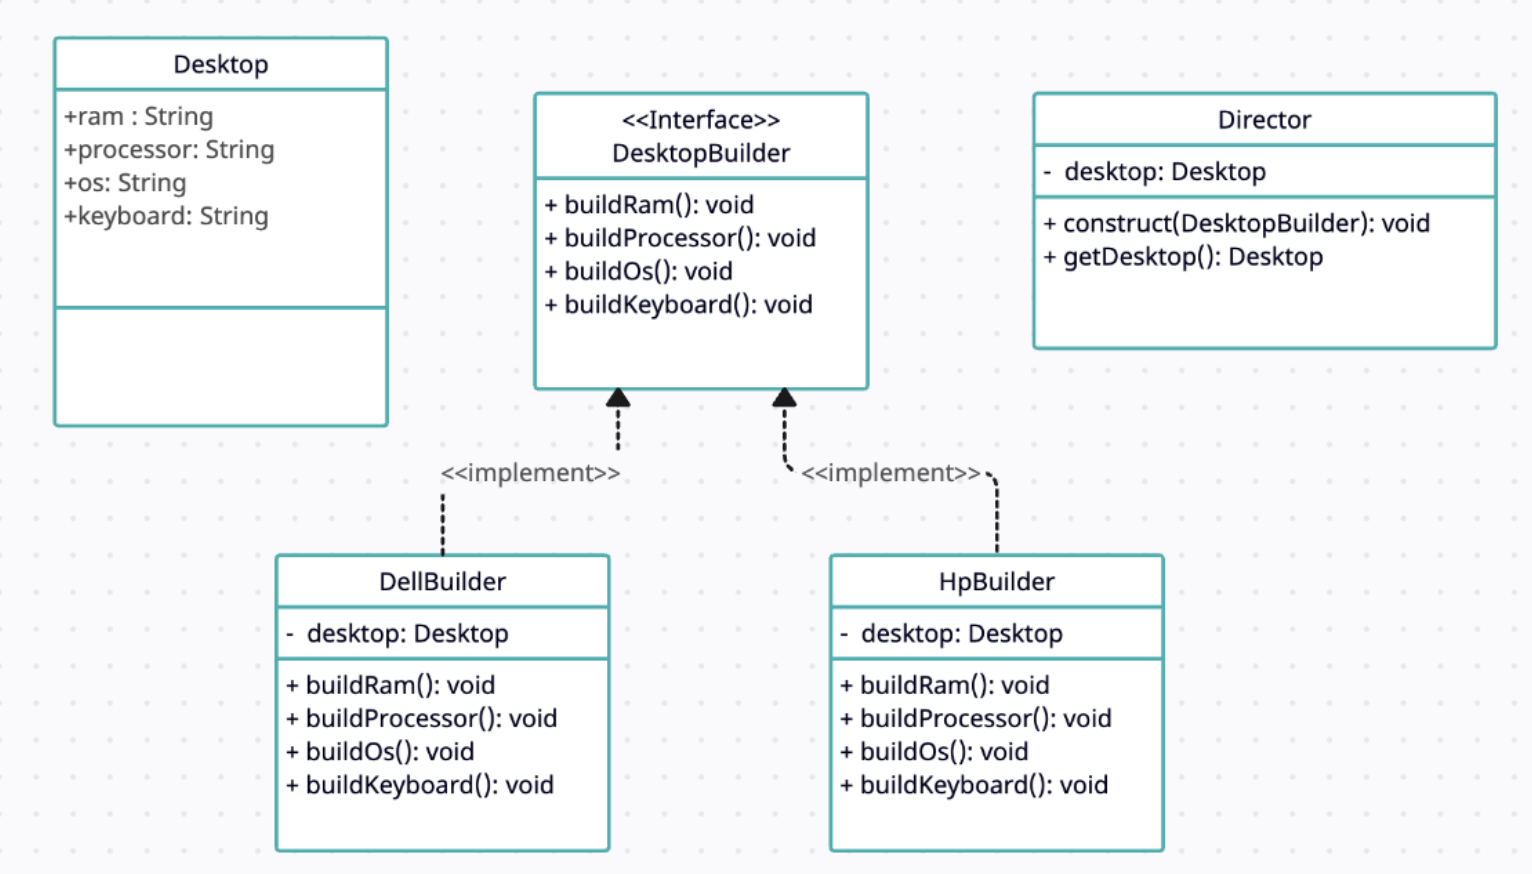 Desktop
+ram : String
+processor: String
+os: String
+keyboard: String
<<Interface>>
DesktopBuilder
+ buildRam(): void
+ buildProcessor(): void
+ buildOs(): void
+ buildKeyboard(): void
Director
- desktop: Desktop
+ construct(DesktopBuilder): void
+ getDesktop(): Desktop
<<implement>>
<<implement>>
DellBuilder
- desktop: Desktop
+ buildRam(): void
+ buildProcessor(): void
+ buildOs(): void
+ buildKeyboard(): void
HpBuilder
- desktop: Desktop
+ buildRam(): void
+ buildProcessor(): void
+ buildOs(): void
+ buildKeyboard(): void